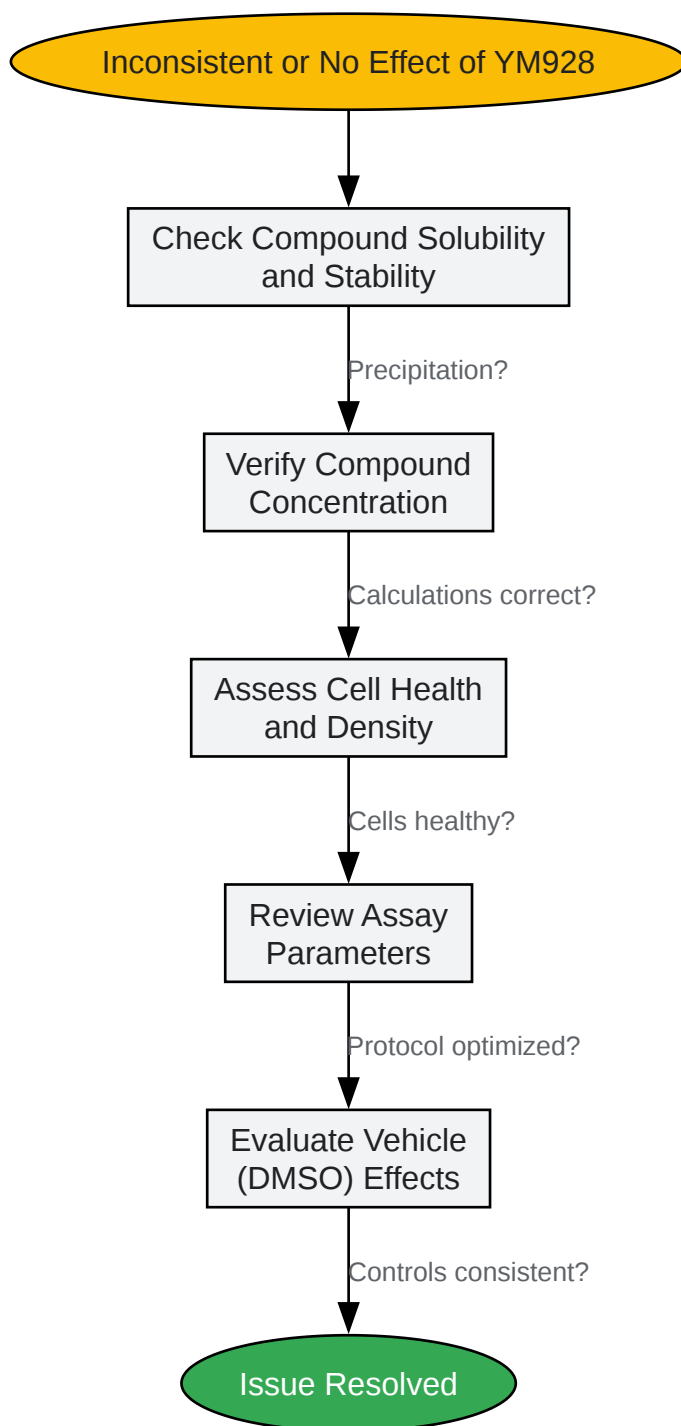 Inconsistent or No Effect of YM928
Check Compound Solubility
and Stability
Precipitation?
Verify Compound
Concentration
Calculations correct?
Assess Cell Health
and Density
Cells healthy?
Review Assay
Parameters
Protocol optimized?
Evaluate Vehicle
(DMSO) Effects
Controls consistent?
Issue Resolved